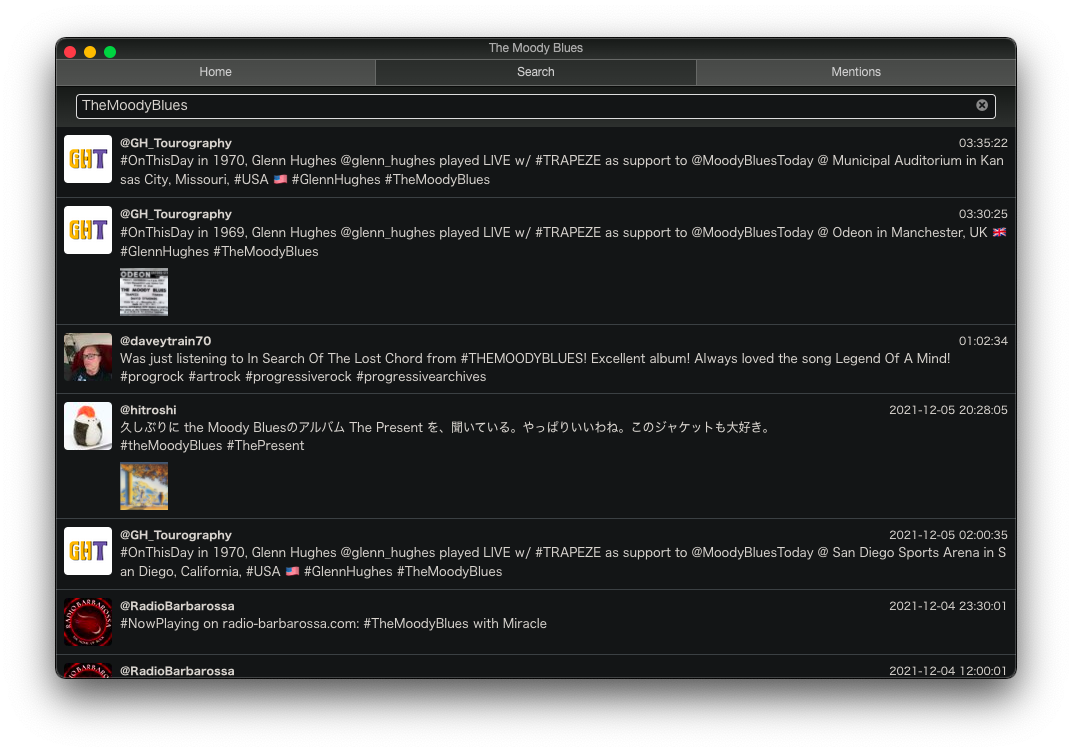 The Moody Blues
Home
Search
Mentions
TheMoodyBlues
GHT
@GH_Tourography
03:35:22
#OnThisDay in 1970, Glenn Hughes @glenn_hughes played LIVE w/ #TRAPEZE as support to @MoodyBluesToday @ Municipal Auditorium in Kan
sas City, Missouri, #USA 🇺🇸 #GlennHughes #TheMoodyBlues
GHT
@GH_Tourography
03:30:25
#OnThisDay in 1969, Glenn Hughes @glenn_hughes played LIVE w/ #TRAPEZE as support to @MoodyBluesToday @ Odeon in Manchester, UK 🇬🇧
#GlennHughes #TheMoodyBlues
ODEON
THE MOODY BLUES
@daveytrain70
01:02:34
Was just listening to In Search Of The Lost Chord from #THEMOODYBLUES! Excellent album! Always loved the song Legend Of A Mind!
#progrock #artrock #progressiverock #progressivearchives
@hitroshi
2021-12-05 20:28:05
久しぶりに the Moody Bluesのアルバム The Present を、聞いている。やっぱりいいわね。このジャケットも大好き。
#theMoodyBlues #ThePresent
GHT
@GH_Tourography
2021-12-05 02:00:35
#OnThisDay in 1970, Glenn Hughes @glenn_hughes played LIVE w/ #TRAPEZE as support to @MoodyBluesToday @ San Diego Sports Arena in S
an Diego, California, #USA 🇺🇸 #GlennHughes #TheMoodyBlues
RADIO BARBAROSSA
@RadioBarbarossa
2021-12-04 23:30:01
#NowPlaying on radio-barbarossa.com: #TheMoodyBlues with Miracle
@RadioBarbarossa
2021-12-04 12:00:01